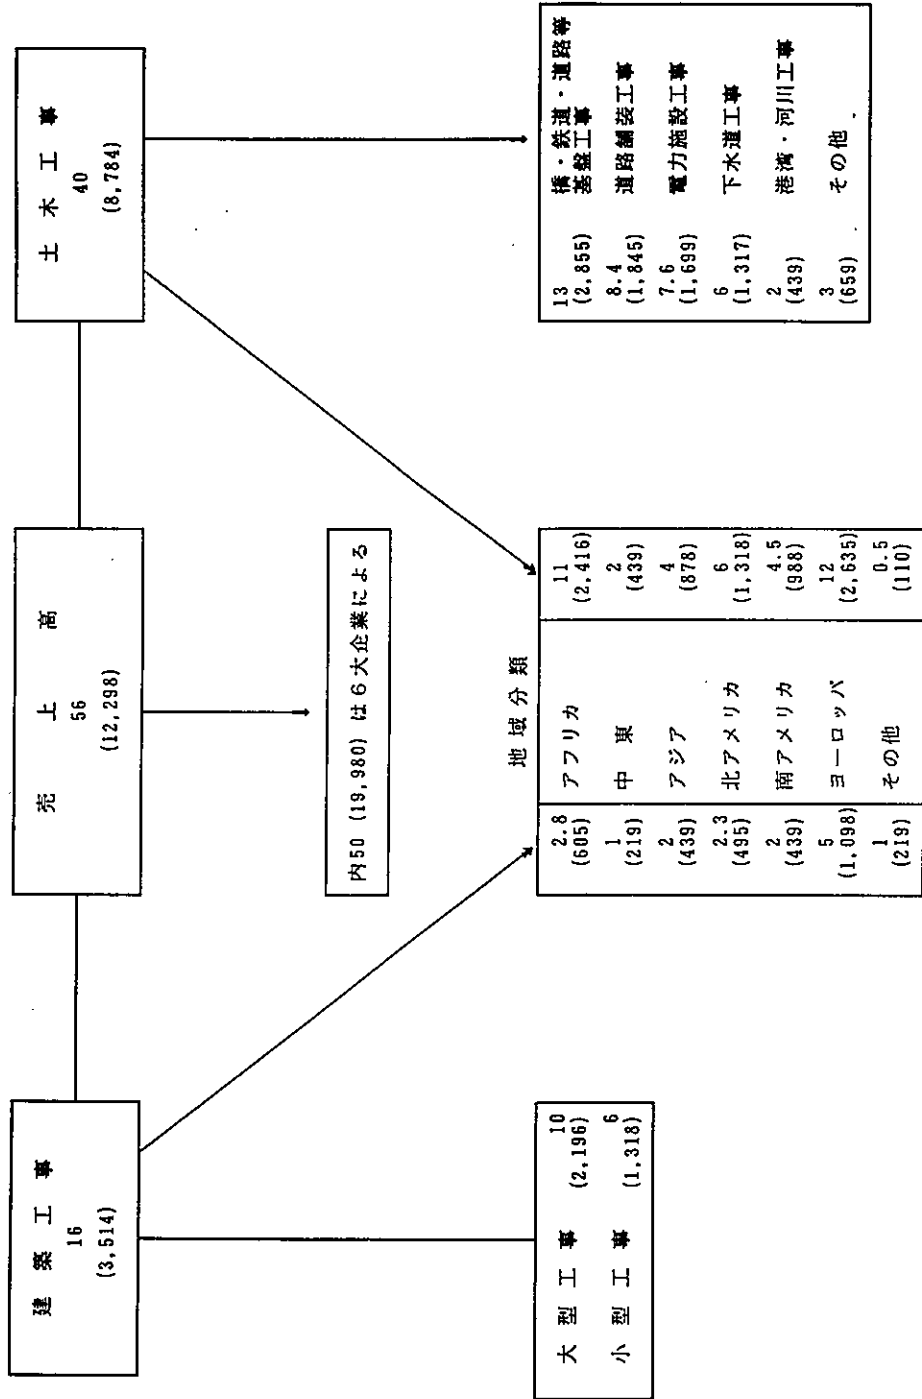 建築工事
16
(3,514)
売上高
56
(12,298)
土木工事
40
(8,784)
内50 (19,980) は6大企業による
大型工事 10
(2,196)
小型工事 6
(1,318)
地域分類
2.8 アフリカ 11
(605) (2,416)
1 中東 2
(219) (439)
2 アジア 4
(439) (878)
2.3 北アメリカ 6
(495) (1,318)
2 南アメリカ 4.5
(439) (988)
5 ヨーロッパ 12
(1,098) (2,635)
1 その他 0.5
(219) (110)
13 橋・鉄道・道路等
(2,855) 基盤工事
8.4 道路舗装工事
(1,845)
7.6 電力施設工事
(1,699)
6 下水道工事
(1,317)
2 港湾・河川工事
(439)
3 その他
(659)